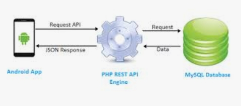 Request API
Request
JSON Response
Data
Android App
PHP REST API
Engine
MySQL Database